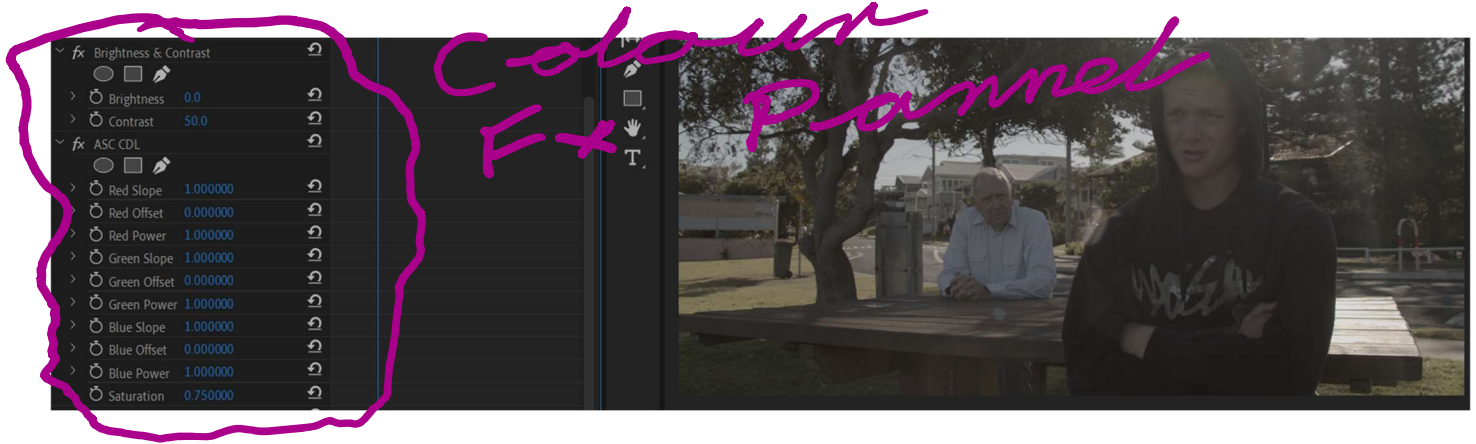 Colour
Fx Pannel
fx Brightness & Contrast
Brightness 0.0
Contrast 50.0
fx ASC CDL
Red Slope 1.000000
Red Offset 0.000000
Red Power 1.000000
Green Slope 1.000000
Green Offset 0.000000
Green Power 1.000000
Blue Slope 1.000000
Blue Offset 0.000000
Blue Power 1.000000
Saturation 0.750000
T